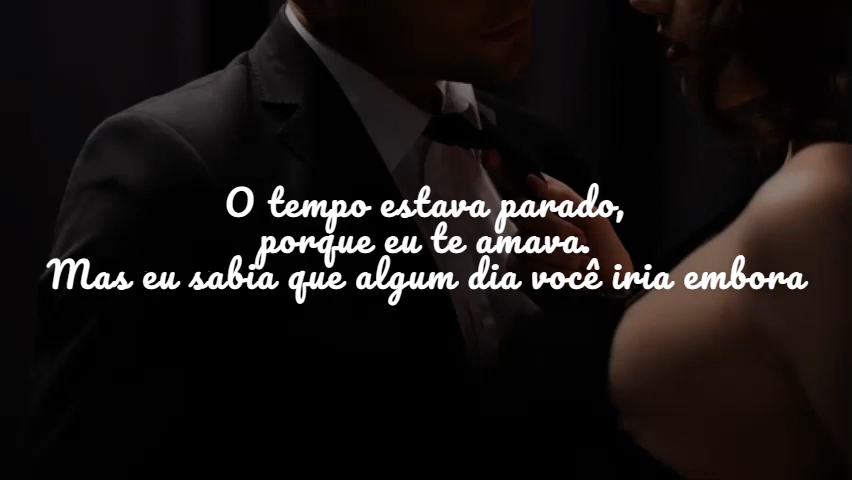 O tempo estava parado,
porque eu te amava.
Mas eu sabia que algum dia você iria embora